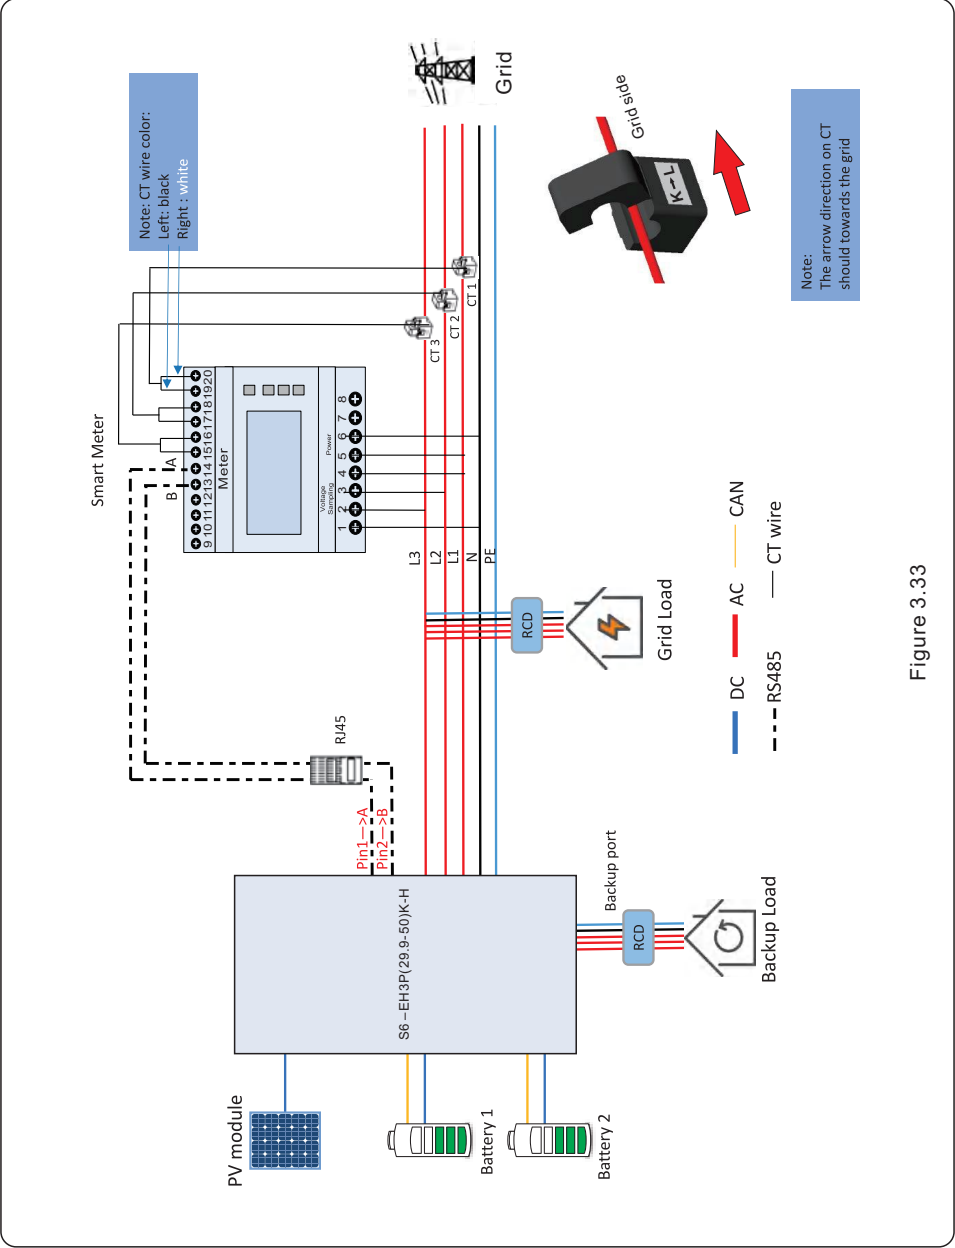 Smart Meter
Note: CT wire color:
Left: black
Right : white
B A
9 10 11 12 13 14 15 16 17 18 19 20
Meter
Voltage
Sampling
Power
1 2 3 4 5 6 7 8
CT 3
CT 2
CT 1
Grid
L3
L2
L1
N
PE
RJ45
Pin1—>A
Pin2—>B
PV module
S6 –EH3P(29.9-50)K-H
Battery 1
Battery 2
Backup port
RCD
Backup Load
RCD
Grid Load
Grid side
K→L
Note:
The arrow direction on CT
should towards the grid
DC AC CAN
RS485 CT wire
Figure 3.33